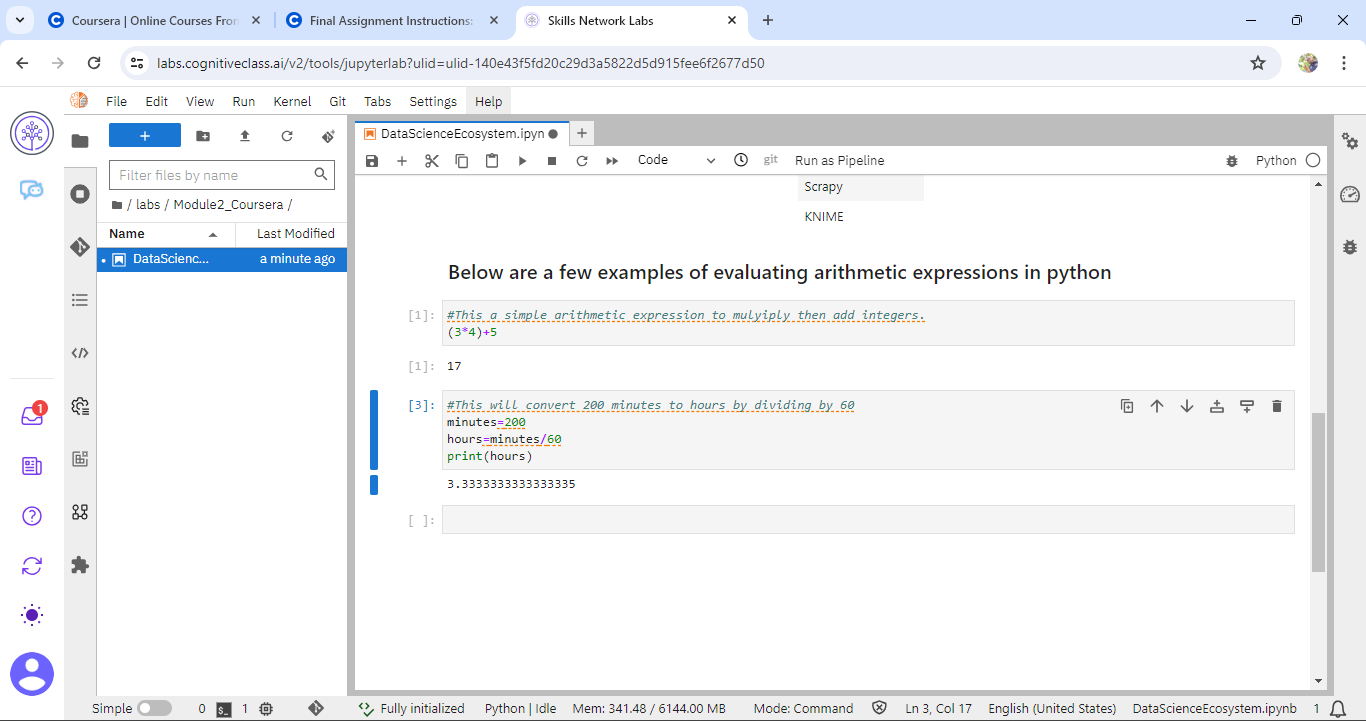 Coursera | Online Courses From
Final Assignment Instructions:
Skills Network Labs
labs.cognitiveclass.ai/v2/tools/jupyterlab?ulid=ulid-140e43f5fd20c29d3a5822d5d915fee6f2677d50
File Edit View Run Kernel Git Tabs Settings Help
DataScienceEcosystem.ipyn
Code
git
Run as Pipeline
Python
Filter files by name
/ labs / Module2_Coursera /
Name Last Modified
DataScienc... a minute ago
Scrapy
KNIME
Below are a few examples of evaluating arithmetic expressions in python
[1]: #This a simple arithmetic expression to mulyiply then add integers.
(3*4)+5
[1]: 17
[3]: #This will convert 200 minutes to hours by dividing by 60
minutes=200
hours=minutes/60
print(hours)
3.3333333333333335
[ ]:
1
Simple 0 $_ 1 Fully initialized Python | Idle Mem: 341.48 / 6144.00 MB Mode: Command Ln 3, Col 17 English (United States) DataScienceEcosystem.ipynb 1